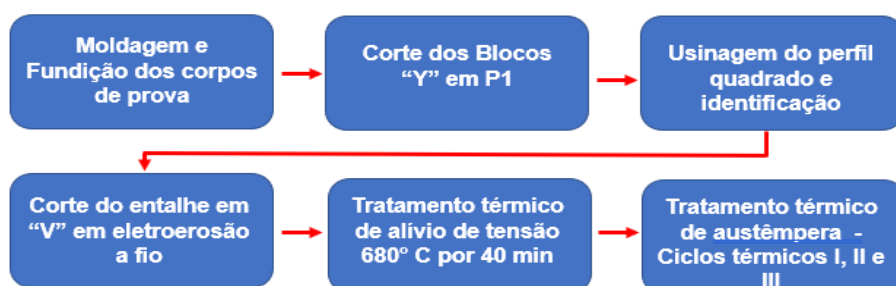 Moldagem e
Fundição dos corpos
de prova
Corte dos Blocos
“Y” em P1
Usinagem do perfil
quadrado e
identificação
Corte do entalhe em
“V” em eletroerosão
a fio
Tratamento térmico
de alívio de tensão
680° C por 40 min
Tratamento térmico
de austêmpera -
Ciclos térmicos I, II e
III